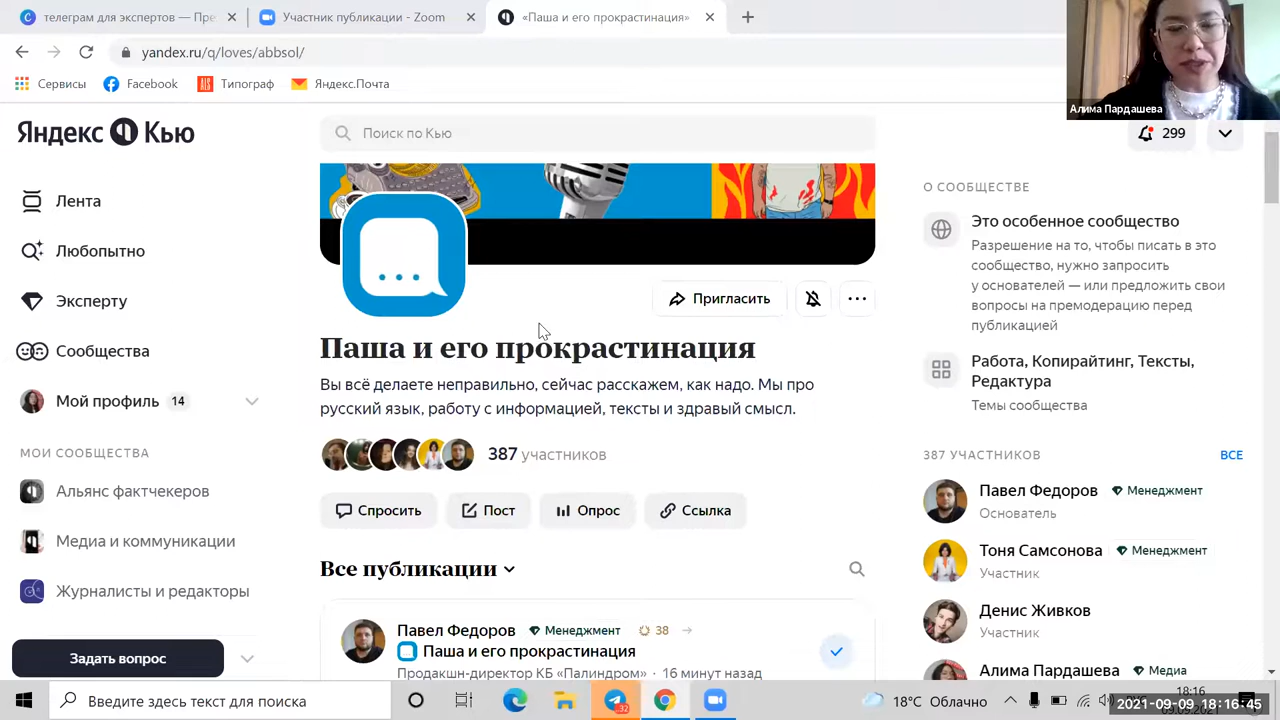 телеграм для экспертов — Пре
Участник публикации - Zoom
«Паша и его прокрастинация»
yandex.ru/q/loves/abbsol/
Сервисы
Facebook
Типограф
Яндекс.Почта
Алима Пардашева
Яндекс Кью
Поиск по Кью
299
Лента
Любопытно
Эксперту
Сообщества
Мой профиль 14
МОИ СООБЩЕСТВА
Альянс фактчекеров
Медиа и коммуникации
Журналисты и редакторы
Задать вопрос
Пригласить
Паша и его прокрастинация
Вы всё делаете неправильно, сейчас расскажем, как надо. Мы про
русский язык, работу с информацией, тексты и здравый смысл.
387 участников
Спросить
Пост
Опрос
Ссылка
Все публикации
Павел Федоров Менеджмент 38
Паша и его прокрастинация
Продакшн-директор КБ «Палиндром» · 16 минут назад
О СООБЩЕСТВЕ
Это особенное сообщество
Разрешение на то, чтобы писать в это
сообщество, нужно запросить
у основателей — или предложить свои
вопросы на премодерацию перед
публикацией
Работа, Копирайтинг, Тексты,
Редактура
Темы сообщества
387 УЧАСТНИКОВ
ВСЕ
Павел Федоров Менеджмент
Основатель
Тоня Самсонова Менеджмент
Участник
Денис Живков
Участник
Алима Пардашева Медиа
Введите здесь текст для поиска
32
18°C Облачно
18:16
2021-09-09 18:16:45